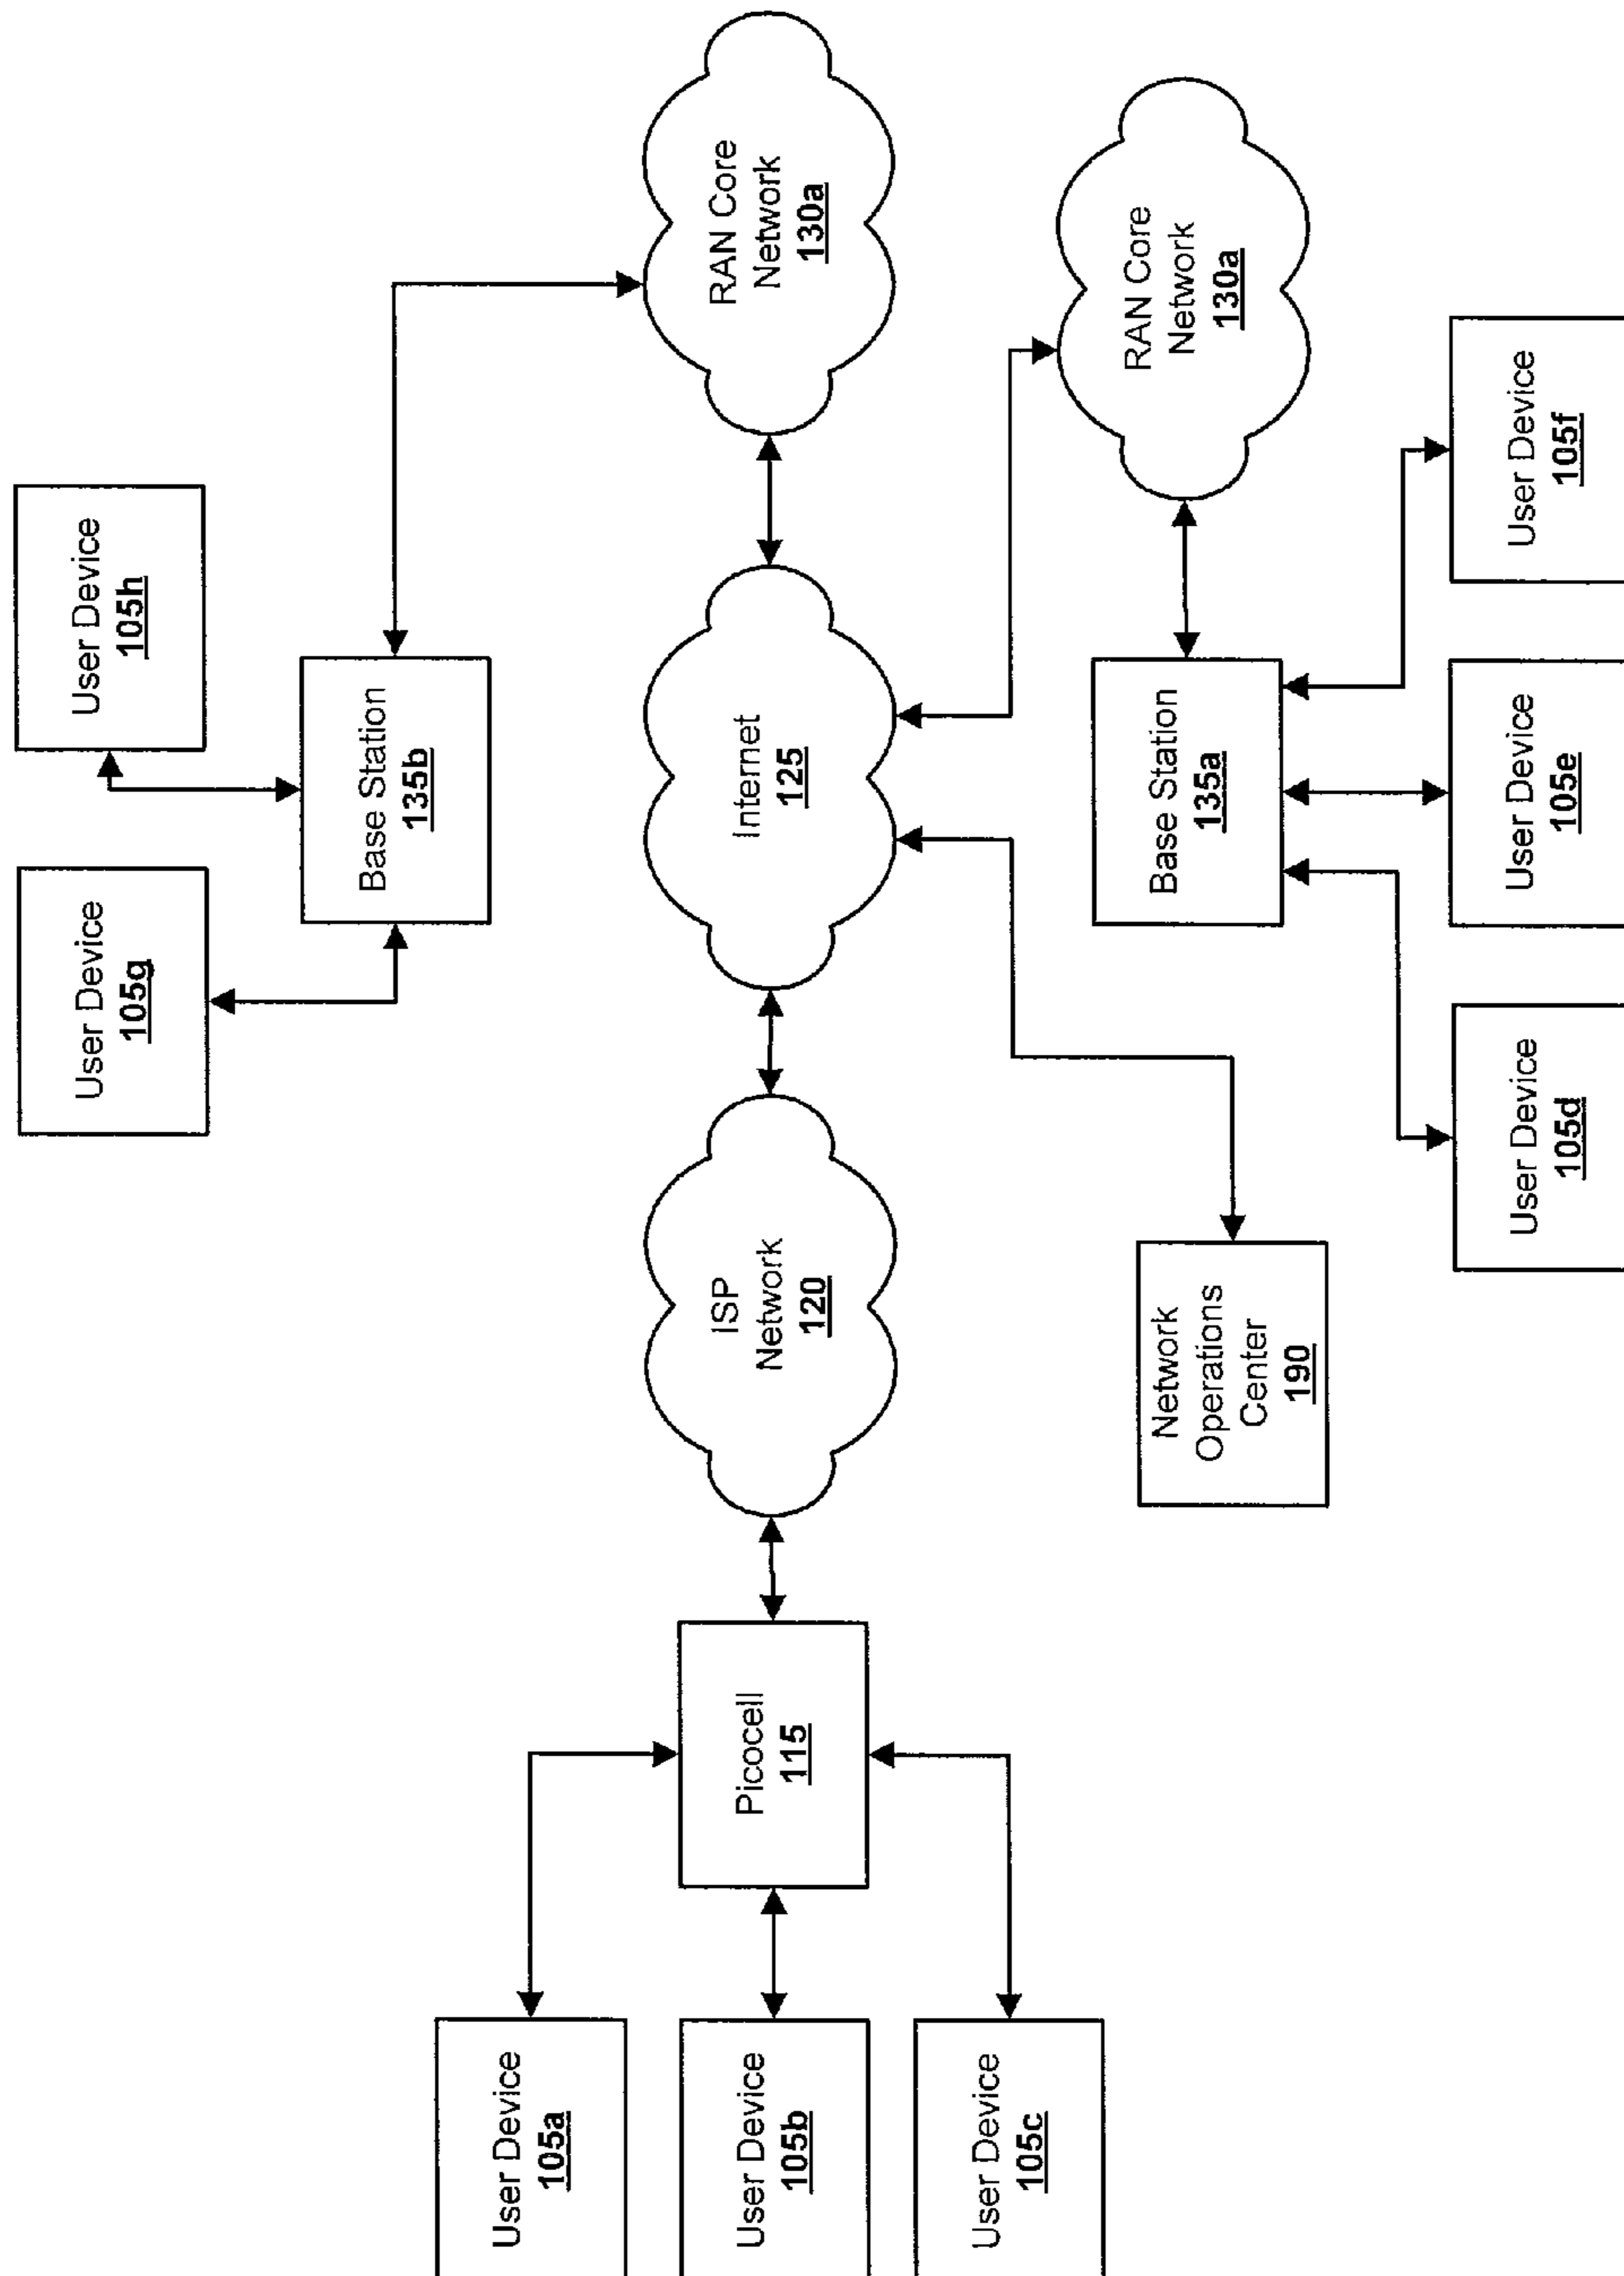 User Device
105g
User Device
105h
Base Station
135b
User Device
105a
User Device
105b
User Device
105c
Picocell
115
ISP
Network
120
Internet
125
RAN Core
Network
130a
RAN Core
Network
130a
Network
Operations
Center
190
Base Station
135a
User Device
105d
User Device
105e
User Device
105f